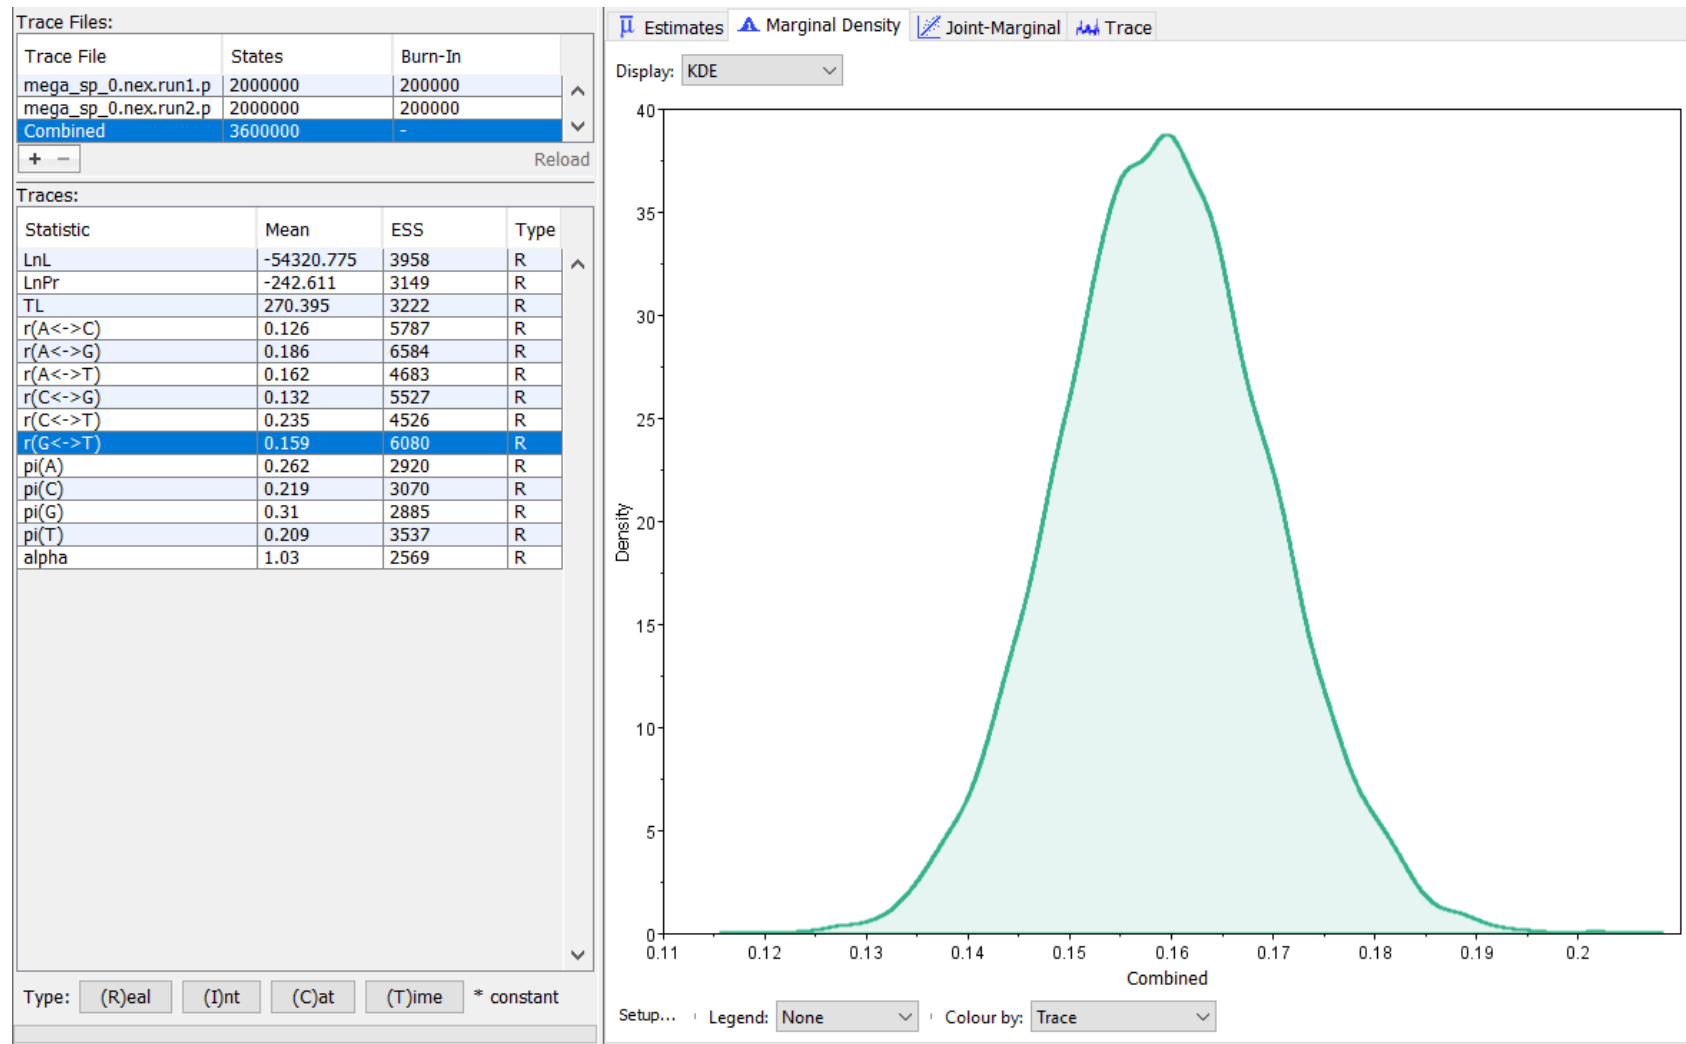 Trace Files:
Trace File States Burn-In
mega_sp_0.nex.run1.p 2000000 200000
mega_sp_0.nex.run2.p 2000000 200000
Combined 3600000 -
+ − Reload
Traces:
Statistic Mean ESS Type
LnL -54320.775 3958 R
LnPr -242.611 3149 R
TL 270.395 3222 R
r(A<->C) 0.126 5787 R
r(A<->G) 0.186 6584 R
r(A<->T) 0.162 4683 R
r(C<->G) 0.132 5527 R
r(C<->T) 0.235 4526 R
r(G<->T) 0.159 6080 R
pi(A) 0.262 2920 R
pi(C) 0.219 3070 R
pi(G) 0.31 2885 R
pi(T) 0.209 3537 R
alpha 1.03 2569 R
Type: (R)eal (I)nt (C)at (T)ime * constant
μ Estimates Marginal Density Joint-Marginal Trace
Display: KDE
40
35
30
25
20
15
10
5
0
Density
0.11 0.12 0.13 0.14 0.15 0.16 0.17 0.18 0.19 0.2
Combined
Setup... Legend: None Colour by: Trace